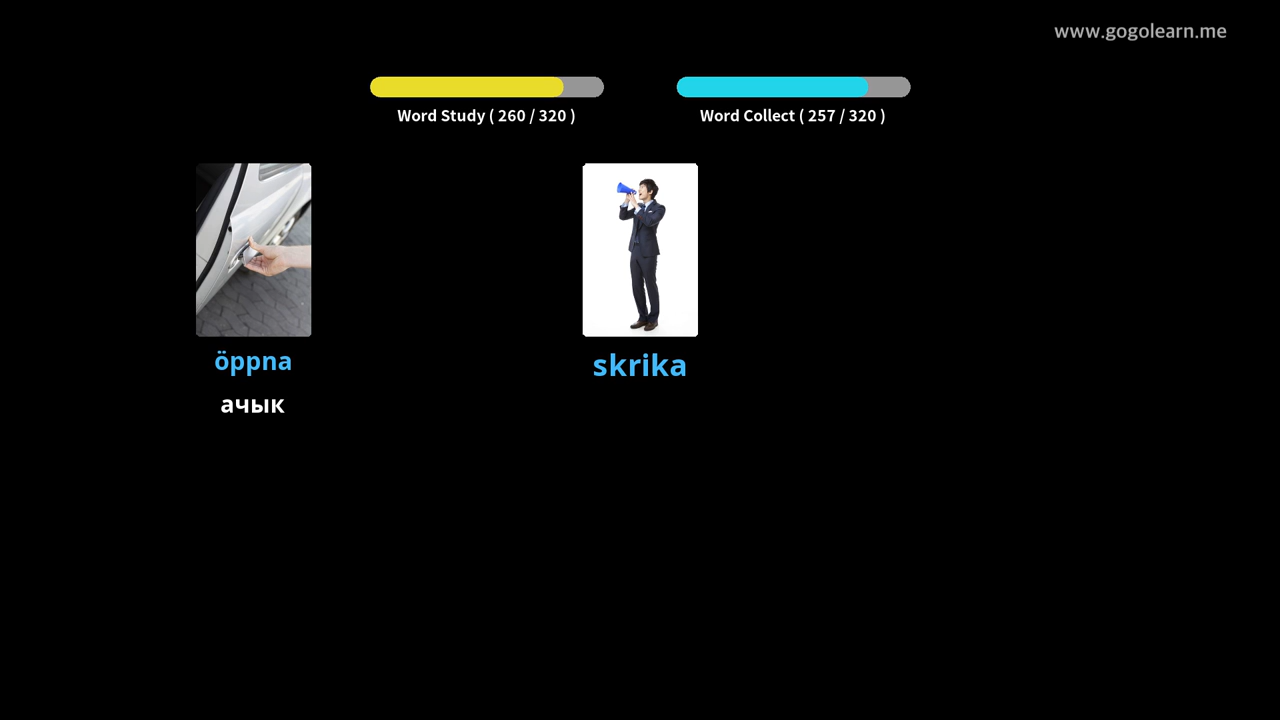 www.gogolearn.me
Word Study ( 260 / 320 )
Word Collect ( 257 / 320 )
öppna
ачык
skrika